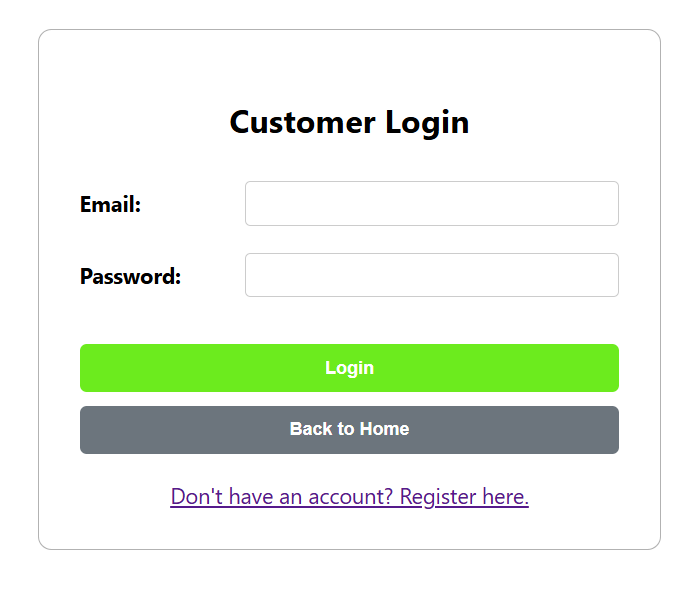 Customer Login
Email:
Password:
Login
Back to Home
Don't have an account? Register here.